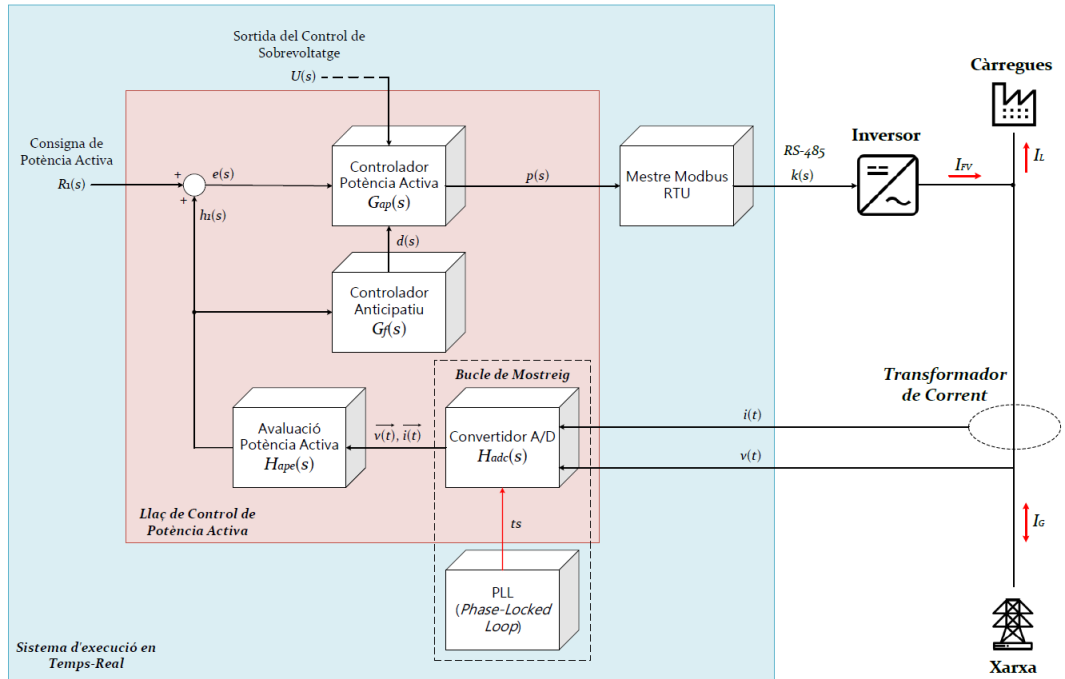 Sortida del Control de
Sobrevoltatge
U(s)
Consigna de
Potència Activa
R1(s)
+
+
e(s)
h1(s)
Controlador
Potència Activa
Gap(s)
p(s)
Mestre Modbus
RTU
RS-485
k(s)
Inversor
IFV
Càrregues
IL
d(s)
Controlador
Anticipatiu
Gf(s)
Bucle de Mostreig
Transformador
de Corrent
Avaluació
Potència Activa
Hape(s)
v(t), i(t)
Convertidor A/D
Hadc(s)
i(t)
v(t)
Llaç de Control de
Potència Activa
ts
IG
PLL
(Phase-Locked
Loop)
Sistema d'execució en
Temps-Real
Xarxa